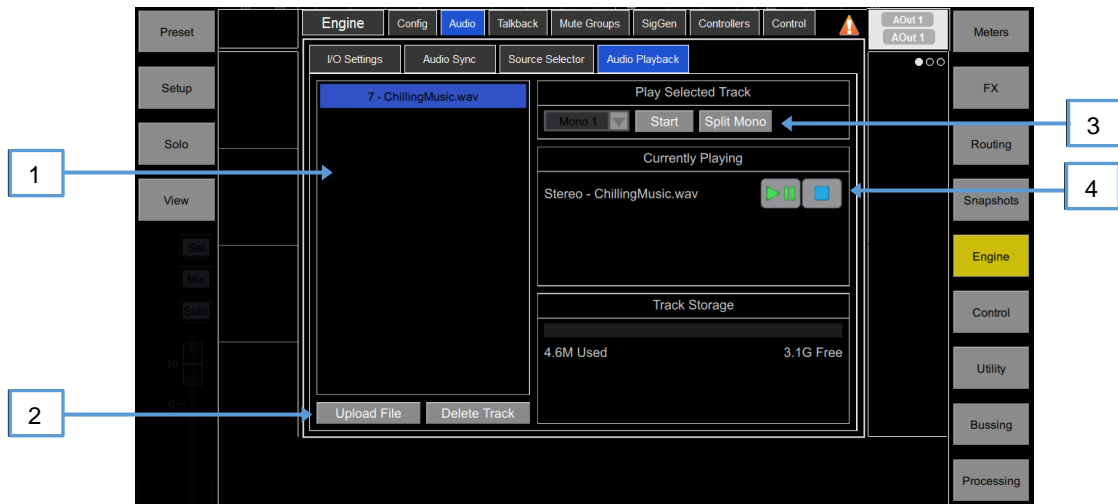 Preset
Setup
Solo
View
Sel
Mix
Solo
10
0
Engine
Config
Audio
Talkback
Mute Groups
SigGen
Controllers
Control
I/O Settings
Audio Sync
Source Selector
Audio Playback
7 - ChillingMusic.wav
Upload File
Delete Track
Play Selected Track
Mono 1
Start
Split Mono
Currently Playing
Stereo - ChillingMusic.wav
Track Storage
4.6M Used
3.1G Free
AOut 1
AOut 1
Meters
FX
Routing
Snapshots
Engine
Control
Utility
Bussing
Processing
1
2
3
4